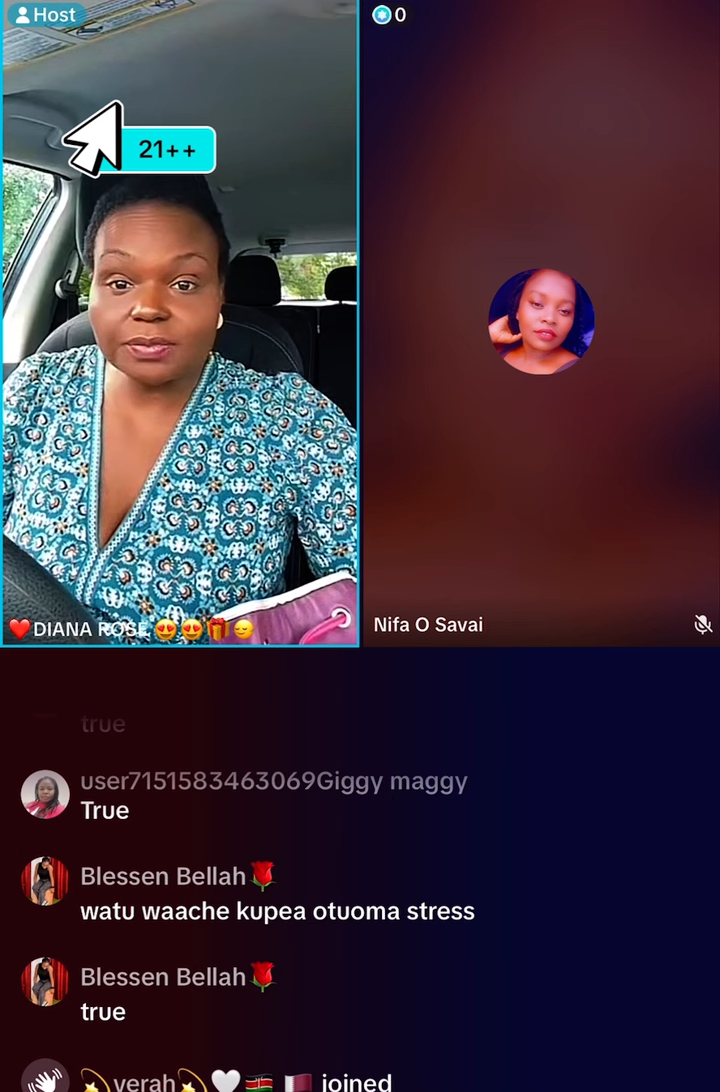 Host
0
21++
❤️DIANA ROSE 😍😍🎁😌
Nifa O Savai
true
user7151583463069Giggy maggy
True
Blessen Bellah🌹
watu waache kupea otuoma stress
Blessen Bellah🌹
true
💫verah💫🤍🇰🇪 🇶🇦 joined